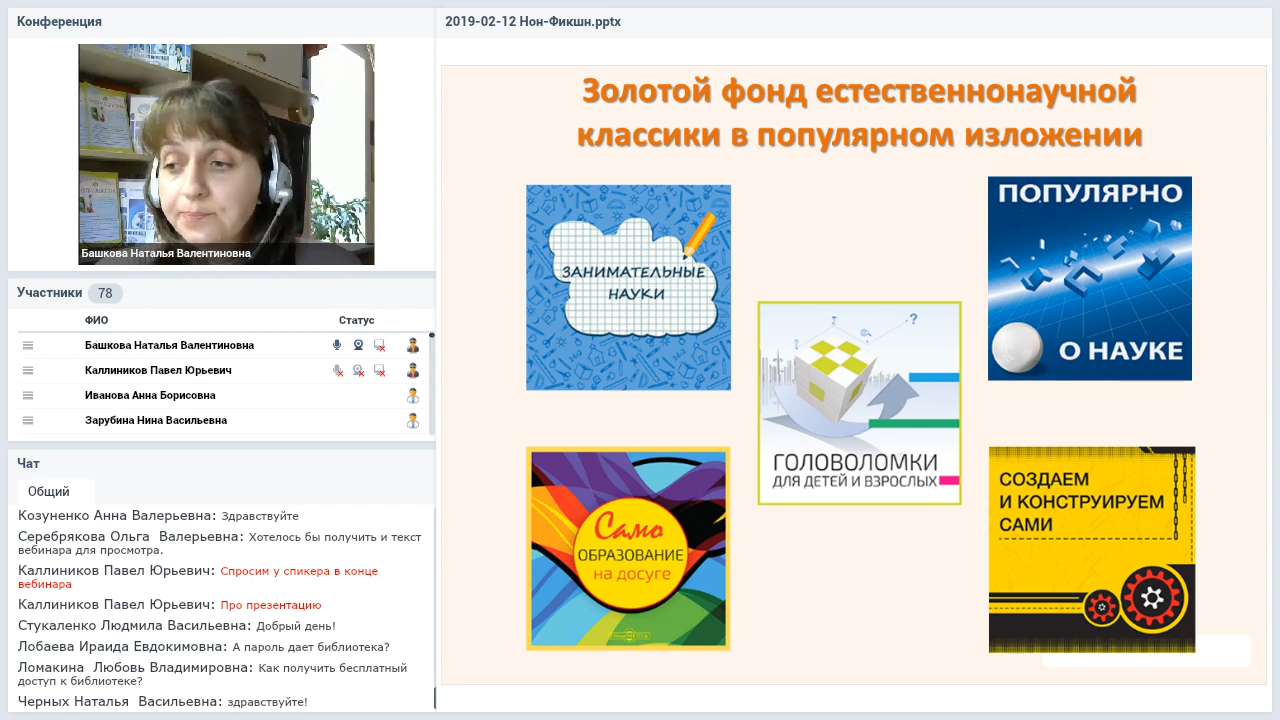 Конференция
Башкова Наталья Валентиновна
Участники 78
ФИО Статус
Башкова Наталья Валентиновна
Каллиников Павел Юрьевич
Иванова Анна Борисовна
Зарубина Нина Васильевна
Чат
Общий
Козуненко Анна Валерьевна: Здравствуйте
Серебрякова Ольга Валерьевна: Хотелось бы получить и текст
вебинара для просмотра.
Каллиников Павел Юрьевич: Спросим у спикера в конце
вебинара
Каллиников Павел Юрьевич: Про презентацию
Стукаленко Людмила Васильевна: Добрый день!
Лобаева Ираида Евдокимовна: А пароль дает библиотека?
Ломакина Любовь Владимировна: Как получить бесплатный
доступ к библиотеке?
Черных Наталья Васильевна: здравствуйте!
2019-02-12 Нон-Фикшн.pptx
Золотой фонд естественнонаучной
классики в популярном изложении
ЗАНИМАТЕЛЬНЫЕ
НАУКИ
ПОПУЛЯРНО
О НАУКЕ
?
ГОЛОВОЛОМКИ
ДЛЯ ДЕТЕЙ И ВЗРОСЛЫХ
Само
ОБРАЗОВАНИЕ
на досуге
СОЗДАЕМ
И КОНСТРУИРУЕМ
САМИ